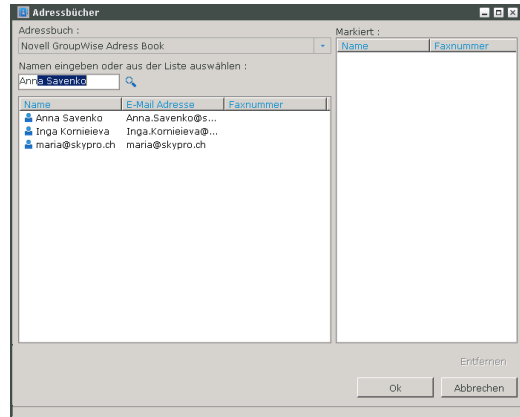 Adressbücher
Adressbuch :
Novell GroupWise Adress Book
Namen eingeben oder aus der Liste auswählen :
Anna Savenko
Name E-Mail Adresse Faxnummer
Anna Savenko Anna.Savenko@s...
Inga Kornieieva Inga.Kornieieva@...
maria@skypro.ch maria@skypro.ch
Markiert :
Name Faxnummer
Entfernen
Ok Abbrechen